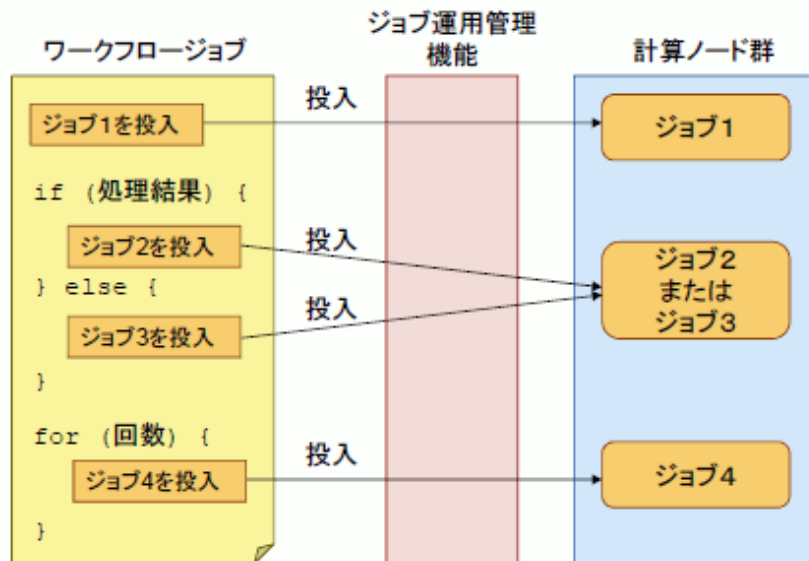 ワークフロージョブ
ジョブ運用管理
機能
計算ノード群
ジョブ1を投入
投入
ジョブ1
if (処理結果) {
ジョブ2を投入
投入
} else {
ジョブ3を投入
投入
ジョブ2
または
ジョブ3
}
for (回数) {
ジョブ4を投入
投入
ジョブ4
}